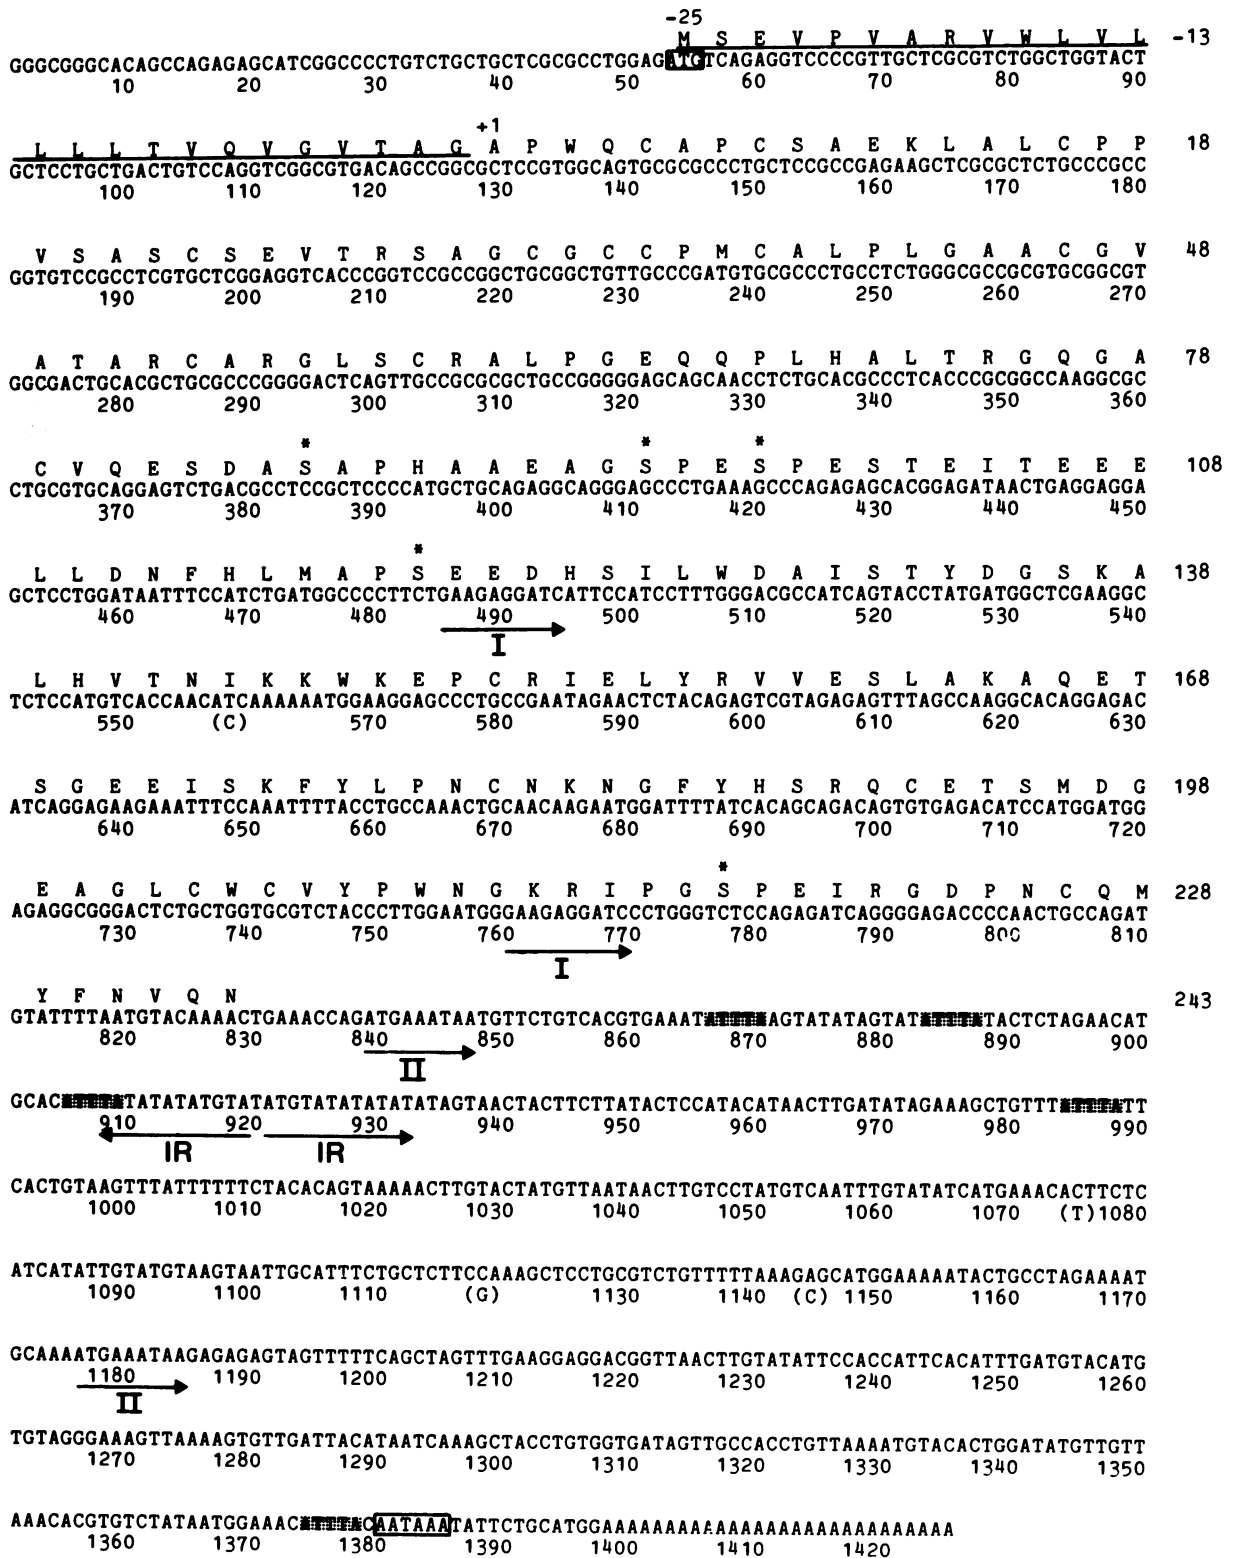 -25
M S E V P V A R V W L V L -13
GGGCGGGCACAGCCAGAGAGCATCGGCCCCTGTCTGCTGCTCGCGCCTGGAGATGTCAGAGGTCCCCGTTGCTCGCGTCTGGCTGGTACT
10 20 30 40 50 60 70 80 90
+1
L L L T V Q V G V T A G A P W Q C A P C S A E K L A L C P P 18
GCTCCTGCTGACTGTCCAGGTCGGCGTGACAGCCGGCGCTCCGTGGCAGTGCGCGCCCTGCTCCGCCGAGAAGCTCGCGCTCTGCCCGCC
100 110 120 130 140 150 160 170 180
V S A S C S E V T R S A G C G C C P M C A L P L G A A C G V 48
GGTGTCCGCCTCGTGCTCGGAGGTCACCCGGTCCGCCGGCTGCGGCTGTTGCCCGATGTGCGCCCTGCCTCTGGGCGCCGCGTGCGGCGT
190 200 210 220 230 240 250 260 270
A T A R C A R G L S C R A L P G E Q Q P L H A L T R G Q G A 78
GGCGACTGCACGCTGCGCCCGGGGACTCAGTTGCCGCGCGCTGCCGGGGGAGCAGCAACCTCTGCACGCCCTCACCCGCGGCCAAGGCGC
280 290 300 310 320 330 340 350 360
* * *
C V Q E S D A S A P H A A E A G S P E S P E S T E I T E E E 108
CTGCGTGCAGGAGTCTGACGCCTCCGCTCCCCATGCTGCAGAGGCAGGGAGCCCTGAAAGCCCAGAGAGCACGGAGATAACTGAGGAGGA
370 380 390 400 410 420 430 440 450
*
L L D N F H L M A P S E E D H S I L W D A I S T Y D G S K A 138
GCTCCTGGATAATTTCCATCTGATGGCCCCTTCTGAAGAGGATCATTCCATCCTTTGGGACGCCATCAGTACCTATGATGGCTCGAAGGC
460 470 480 490 500 510 520 530 540
I
L H V T N I K K W K E P C R I E L Y R V V E S L A K A Q E T 168
TCTCCATGTCACCAACATCAAAAAATGGAAGGAGCCCTGCCGAATAGAACTCTACAGAGTCGTAGAGAGTTTAGCCAAGGCACAGGAGAC
550 (C) 570 580 590 600 610 620 630
S G E E I S K F Y L P N C N K N G F Y H S R Q C E T S M D G 198
ATCAGGAGAAGAAATTTCCAAATTTTACCTGCCAAACTGCAACAAGAATGGATTTTATCACAGCAGACAGTGTGAGACATCCATGGATGG
640 650 660 670 680 690 700 710 720
*
E A G L C W C V Y P W N G K R I P G S P E I R G D P N C Q M 228
AGAGGCGGGACTCTGCTGGTGCGTCTACCCTTGGAATGGGAAGAGGATCCCTGGGTCTCCAGAGATCAGGGGAGACCCCAACTGCCAGAT
730 740 750 760 770 780 790 800 810
I
Y F N V Q N 243
GTATTTTAATGTACAAAACTGAAACCAGATGAAATAATGTTCTGTCACGTGAAATATTTAAGTATATAGTATATTTATACTCTAGAACAT
820 830 840 850 860 870 880 890 900
II
GCACATTTATATATATGTATATGTATATATATATAGTAACTACTTCTTATACTCCATACATAACTTGATATAGAAAGCTGTTTATTTATT
910 920 930 940 950 960 970 980 990
IR IR
CACTGTAAGTTTATTTTTTCTACACAGTAAAAACTTGTACTATGTTAATAACTTGTCCTATGTCAATTTGTATATCATGAAACACTTCTC
1000 1010 1020 1030 1040 1050 1060 1070 (T)1080
ATCATATTGTATGTAAGTAATTGCATTTCTGCTCTTCCAAAGCTCCTGCGTCTGTTTTTAAAGAGCATGGAAAAATACTGCCTAGAAAAT
1090 1100 1110 (G) 1130 1140 (C) 1150 1160 1170
GCAAAATGAAATAAGAGAGAGTAGTTTTTCAGCTAGTTTGAAGGAGGACGGTTAACTTGTATATTCCACCATTCACATTTGATGTACATG
1180 1190 1200 1210 1220 1230 1240 1250 1260
II
TGTAGGGAAAGTTAAAAGTGTTGATTACATAATCAAAGCTACCTGTGGTGATAGTTGCCACCTGTTAAAATGTACACTGGATATGTTGTT
1270 1280 1290 1300 1310 1320 1330 1340 1350
AAACACGTGTCTATAATGGAAACATTTACAATAAATATTCTGCATGGAAAAAAAAAAAAAAAAAAAAAAAAAAAA
1360 1370 1380 1390 1400 1410 1420